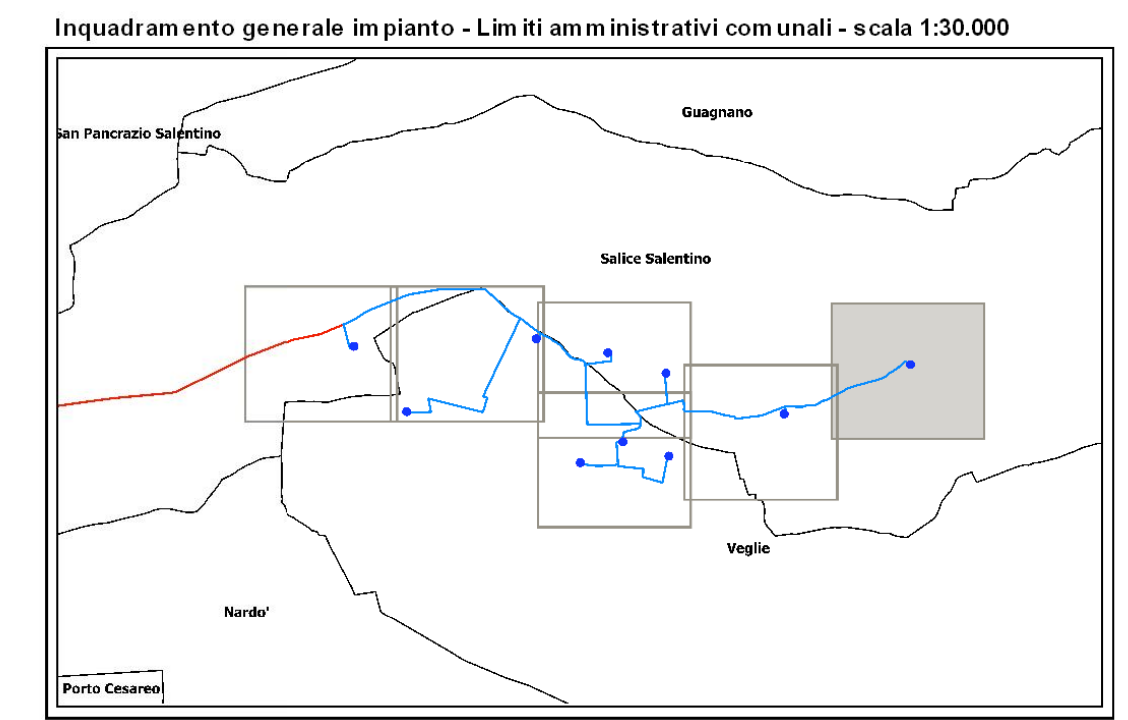 Inquadramento generale impianto - Limiti amministrativi comunali - scala 1:30.000
Guagnano
San Pancrazio Salentino
Salice Salentino
Veglie
Nardo'
Porto Cesareo